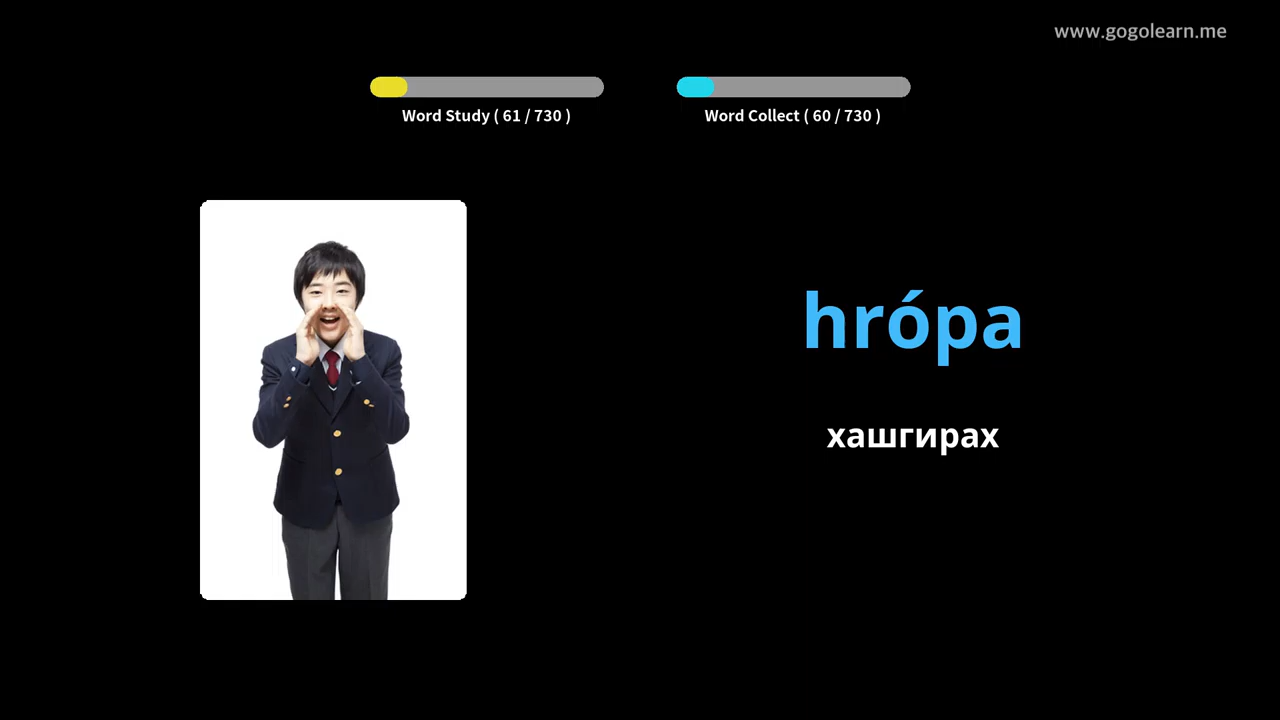 www.gogolearn.me
Word Study ( 61 / 730 )
Word Collect ( 60 / 730 )
hrópa
хашгирах